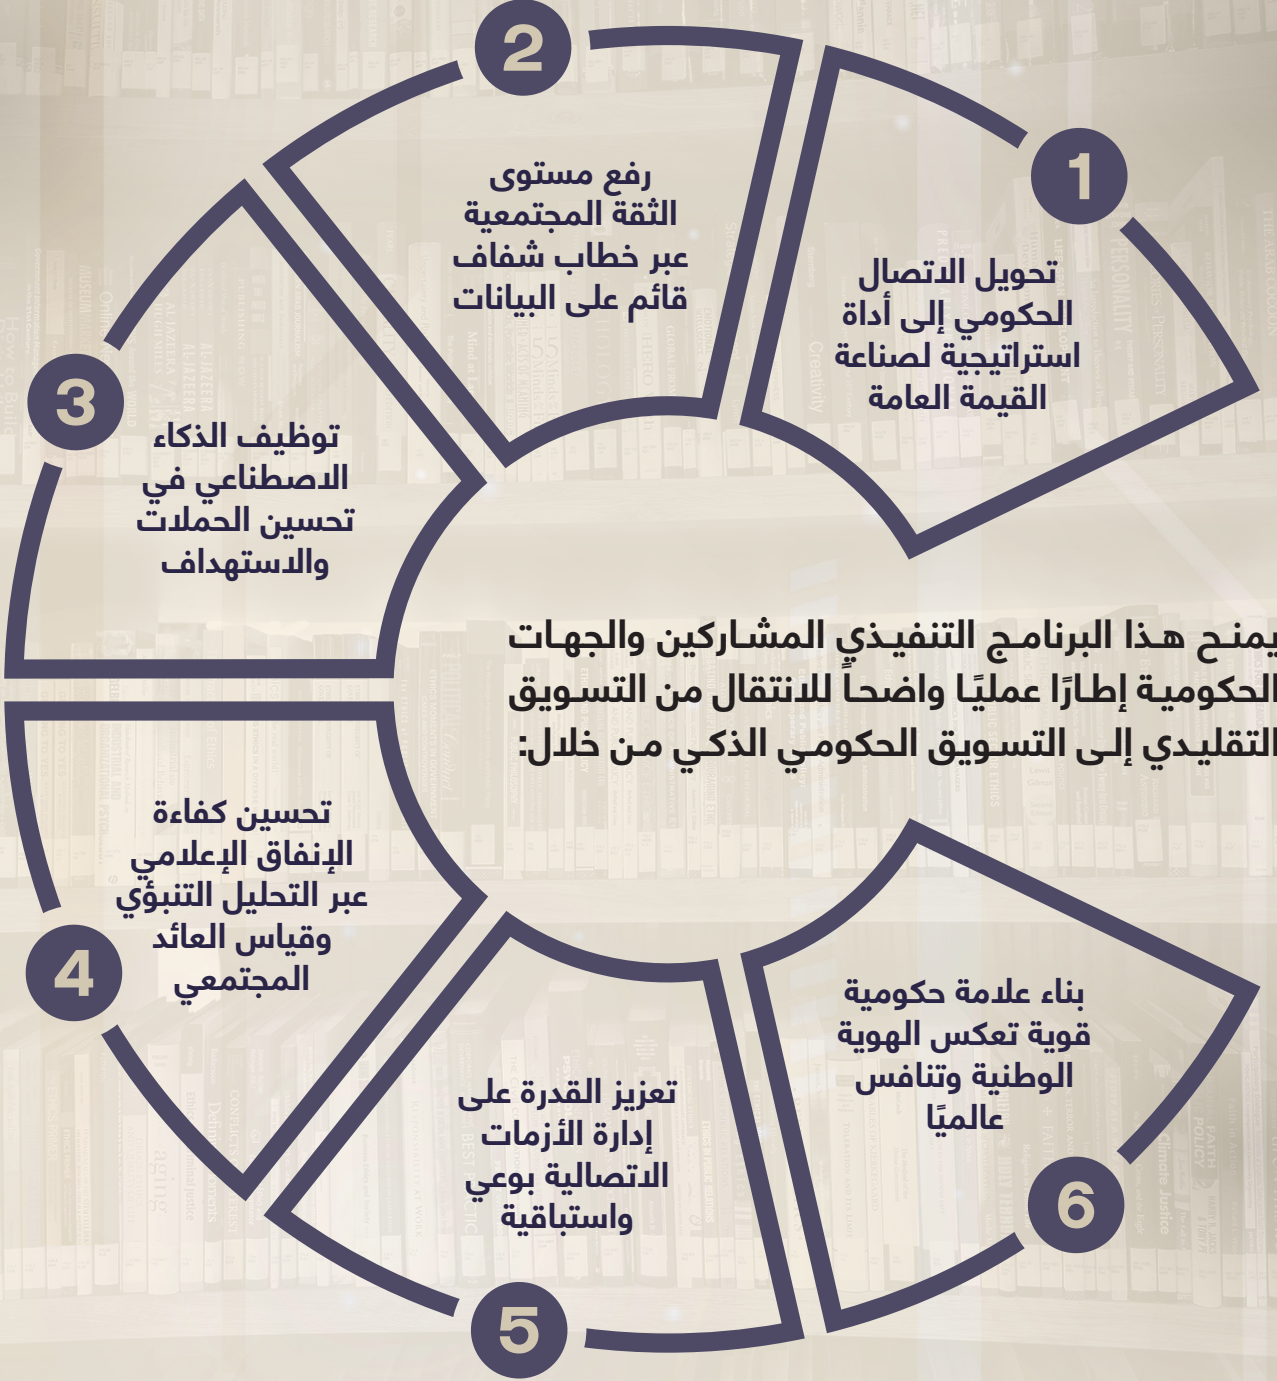 يمنح هذا البرنامج التنفيذي المشاركين والجهات
الحكومية إطارًا عمليًا واضحاً للانتقال من التسويق
التقليدي إلى التسويق الحكومي الذكي من خلال:
1
تحويل الاتصال
الحكومي إلى أداة
استراتيجية لصناعة
القيمة العامة
2
رفع مستوى
الثقة المجتمعية
عبر خطاب شفاف
قائم على البيانات
3
توظيف الذكاء
الاصطناعي في
تحسين الحملات
والاستهداف
4
تحسين كفاءة
الإنفاق الإعلامي
عبر التحليل التنبؤي
وقياس العائد
المجتمعي
5
تعزيز القدرة على
إدارة الأزمات
الاتصالية بوعي
واستباقية
6
بناء علامة حكومية
قوية تعكس الهوية
الوطنية وتنافس
عالميًا